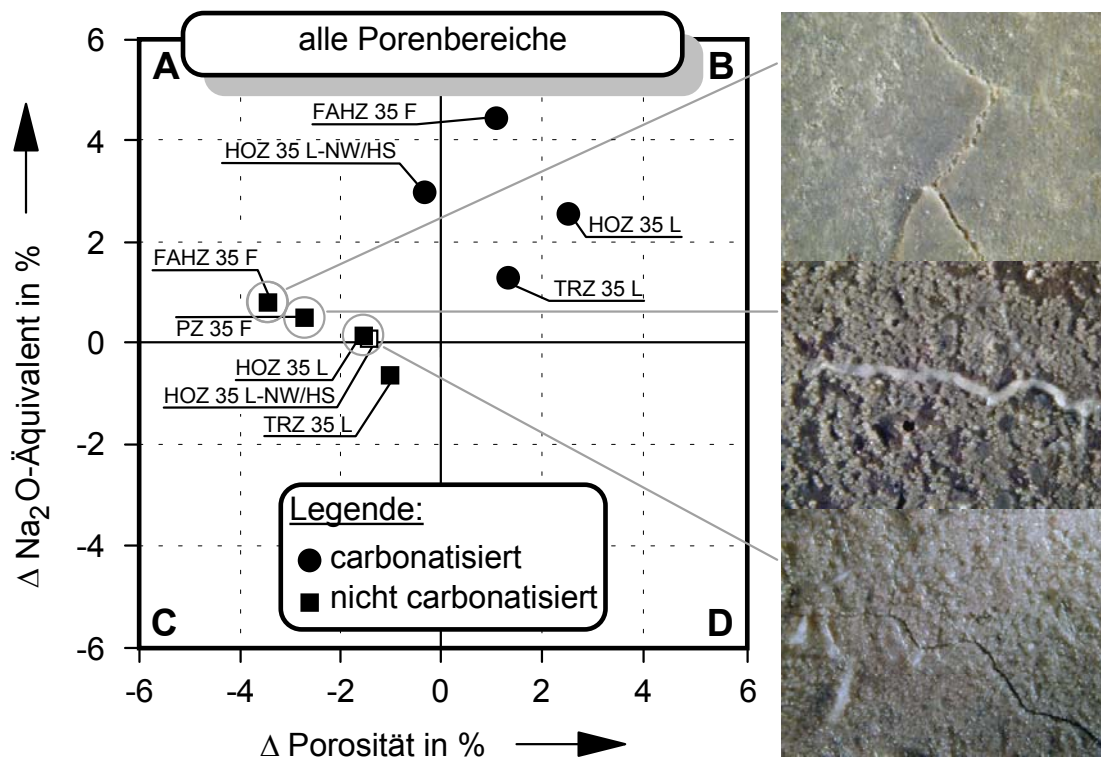 alle Porenbereiche
6
A
B
FAHZ 35 F
4
HOZ 35 L-NW/HS
HOZ 35 L
2
FAHZ 35 F
TRZ 35 L
PZ 35 F
0
HOZ 35 L
HOZ 35 L-NW/HS
TRZ 35 L
-2
Legende:
-4
carbonatisiert
nicht carbonatisiert
C
D
-6
-6 -4 -2 0 2 4 6
Δ Na₂O-Äquivalent in %
Δ Porosität in %